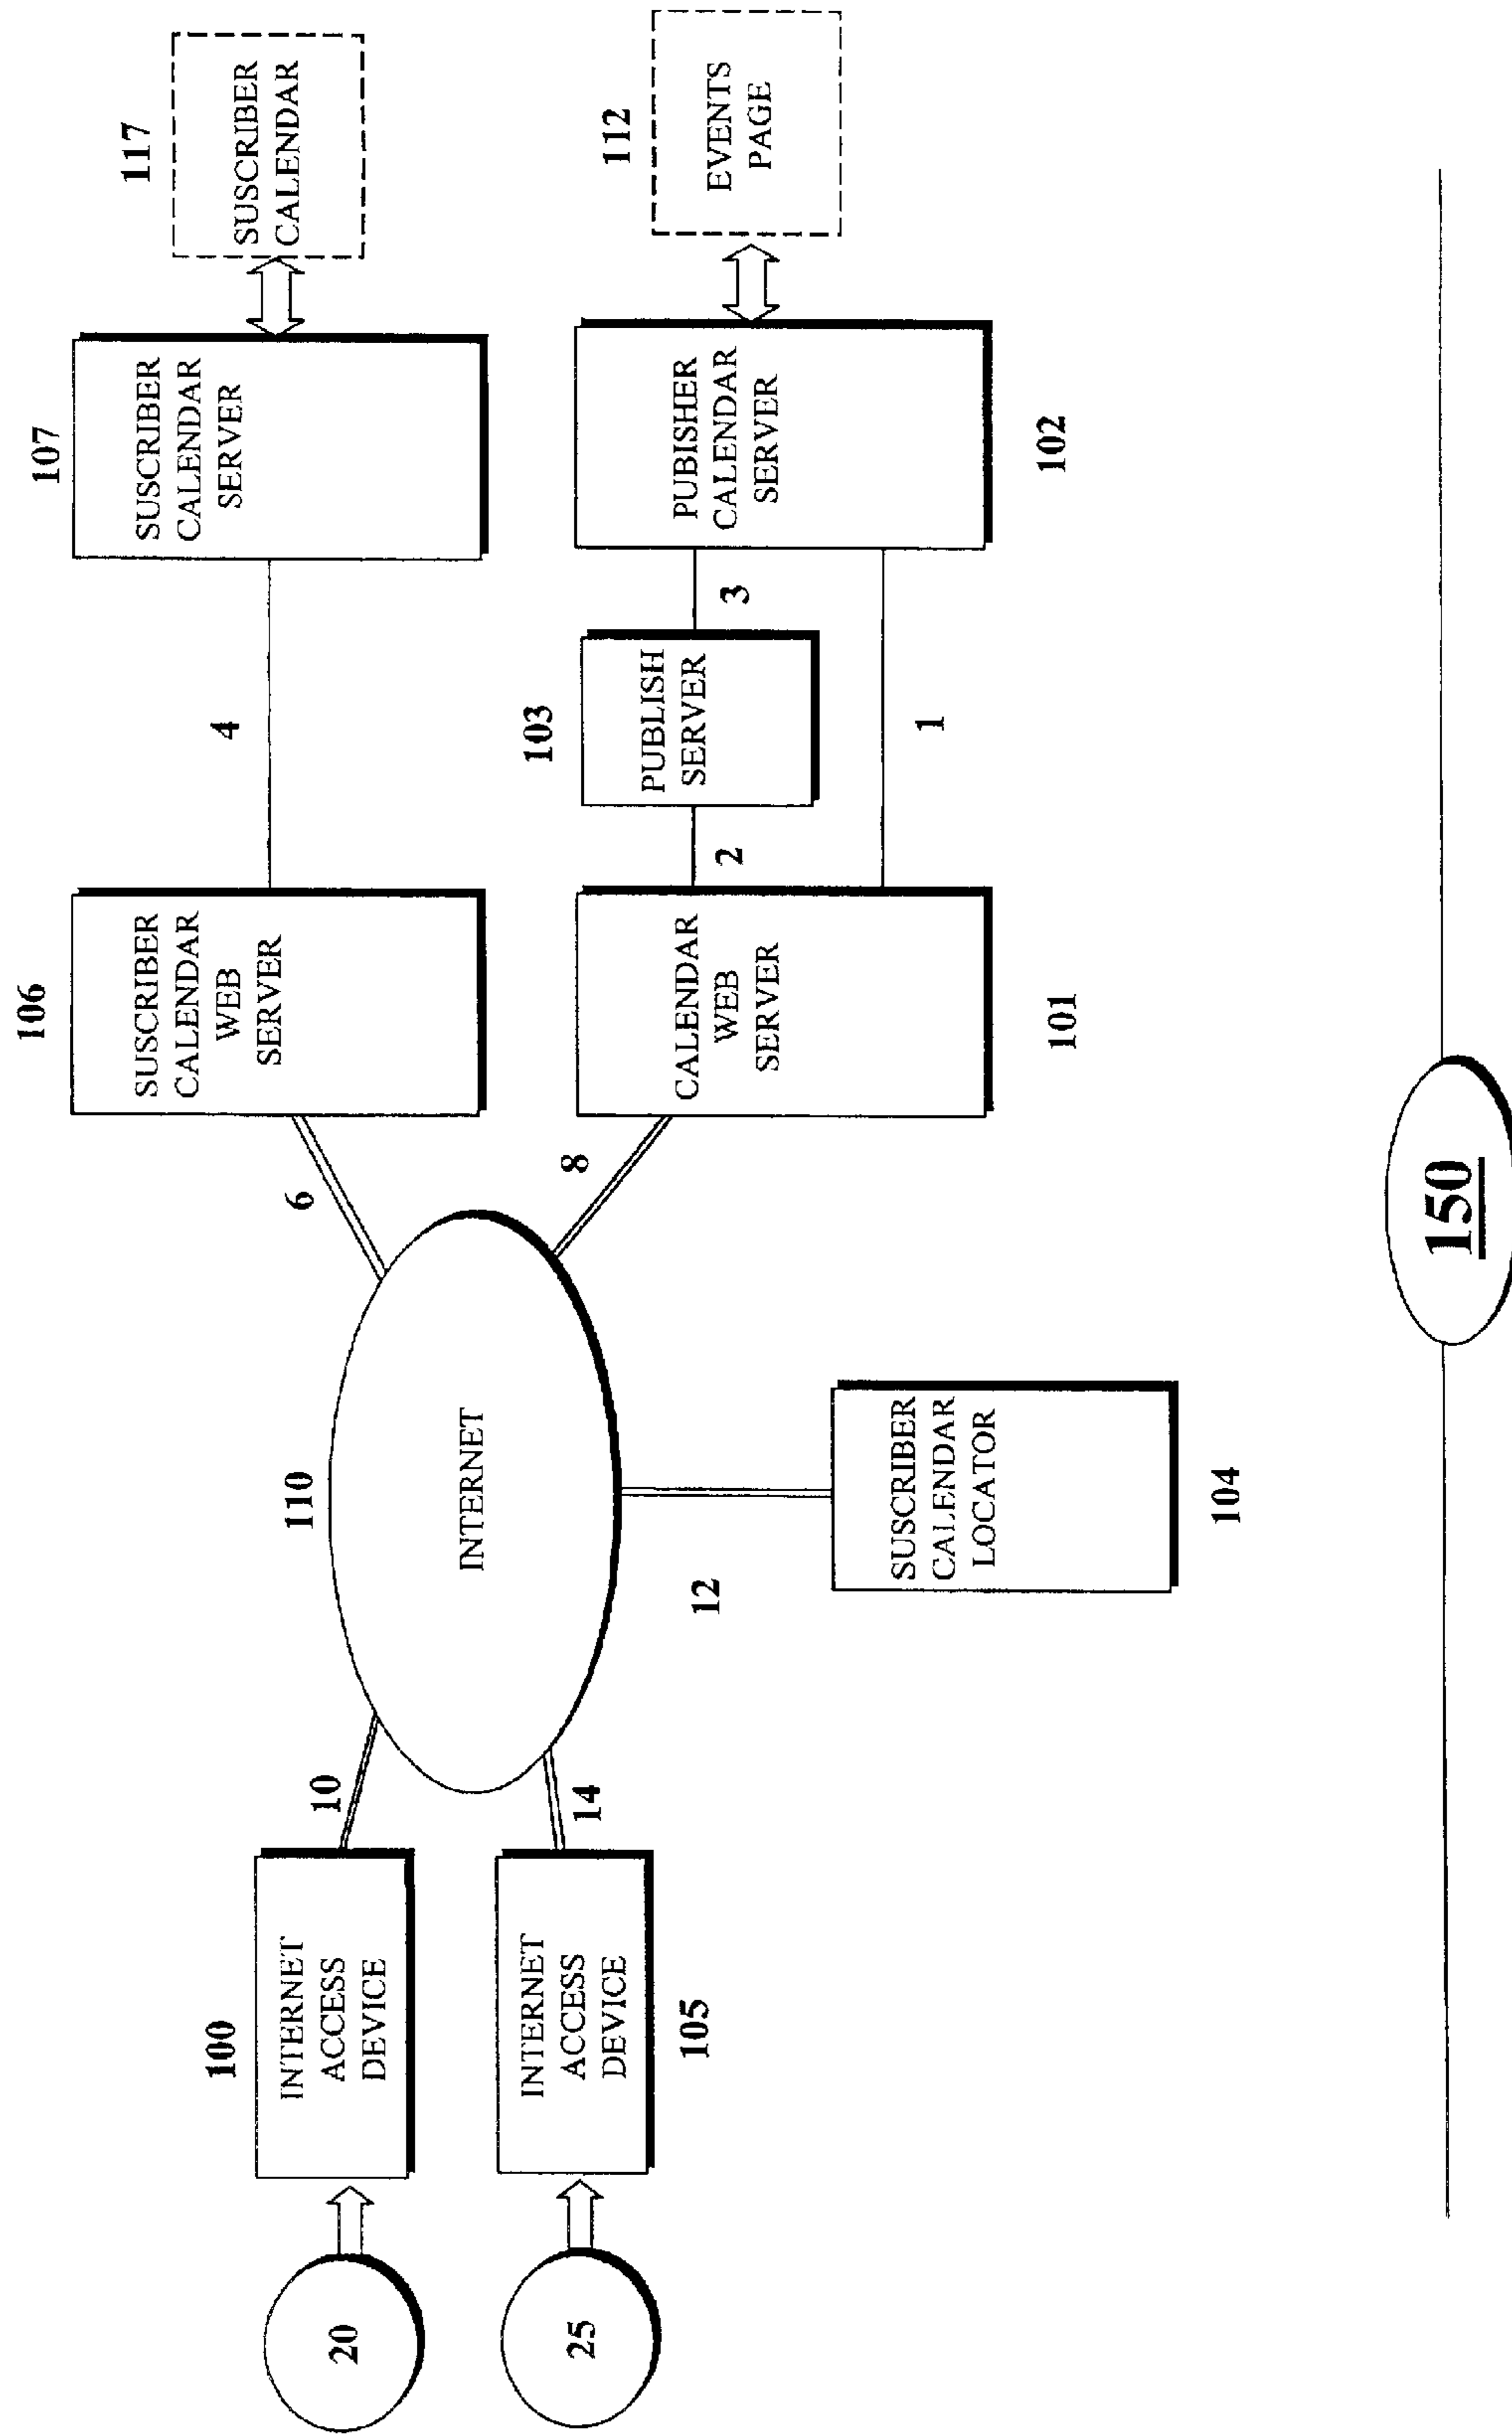 117
SUSCRIBER
CALENDAR
107
SUSCRIBER
CALENDAR
SERVER
4
106
SUSCRIBER
CALENDAR
WEB
SERVER
6
112
EVENTS
PAGE
PUBISHER
CALENDAR
SERVER
102
3
103
PUBLISH
SERVER
2
1
CALENDAR
WEB
SERVER
101
8
110
INTERNET
12
SUSCRIBER
CALENDAR
LOCATOR
104
10
14
100
INTERNET
ACCESS
DEVICE
20
INTERNET
ACCESS
DEVICE
105
25
150